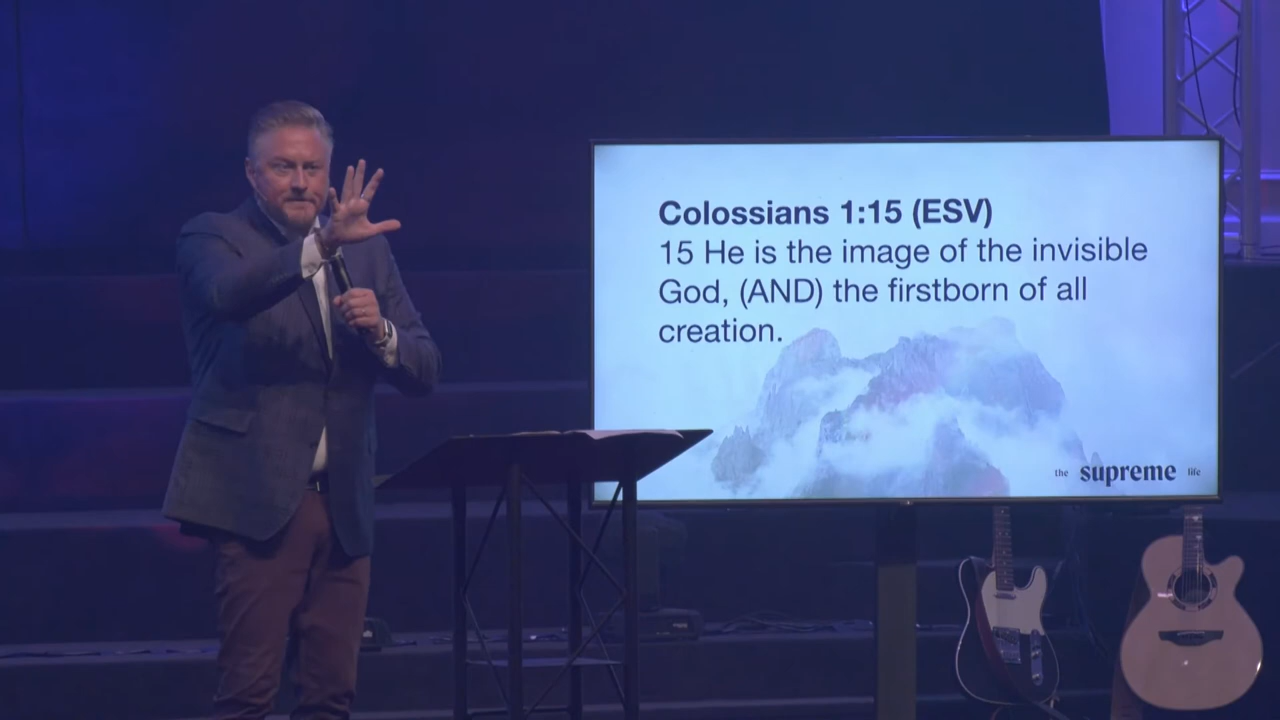 Colossians 1:15 (ESV)
15 He is the image of the invisible
God, (AND) the firstborn of all
creation.
the supreme life